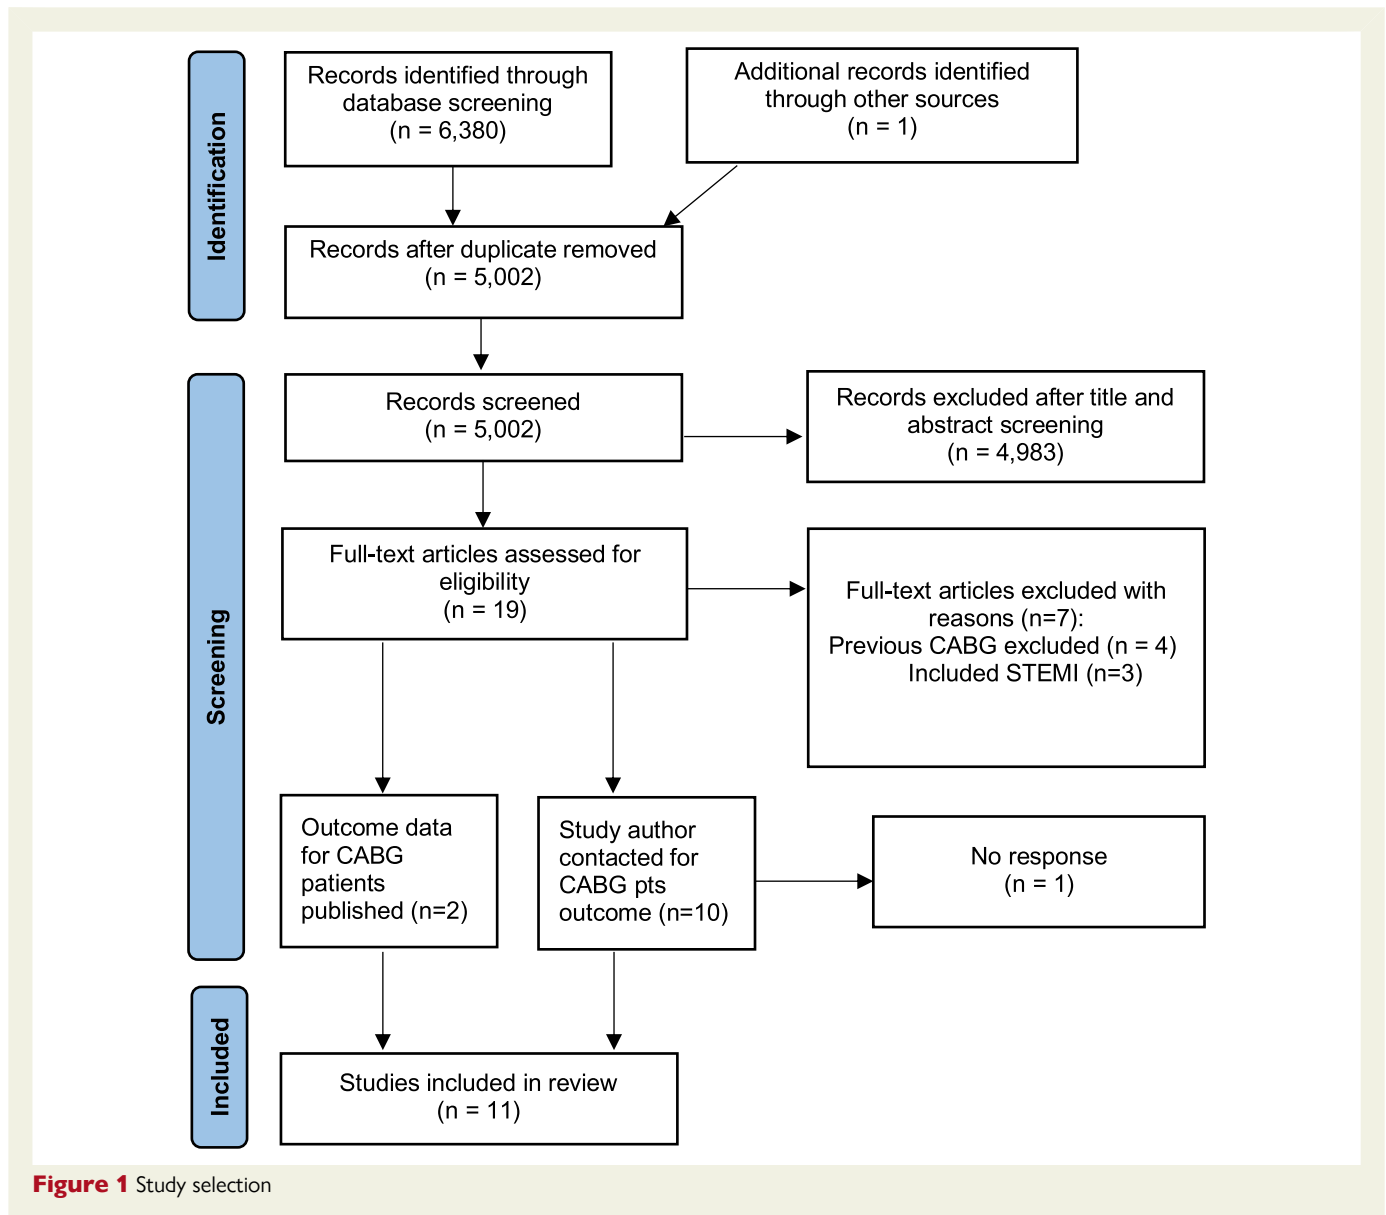 Identification
Records identified through
database screening
(n = 6,380)
Additional records identified
through other sources
(n = 1)
Records after duplicate removed
(n = 5,002)
Screening
Records screened
(n = 5,002)
Records excluded after title and
abstract screening
(n = 4,983)
Full-text articles assessed for
eligibility
(n = 19)
Full-text articles excluded with
reasons (n=7):
Previous CABG excluded (n = 4)
Included STEMI (n=3)
Outcome data
for CABG
patients
published (n=2)
Study author
contacted for
CABG pts
outcome (n=10)
No response
(n = 1)
Included
Studies included in review
(n = 11)
Figure 1 Study selection